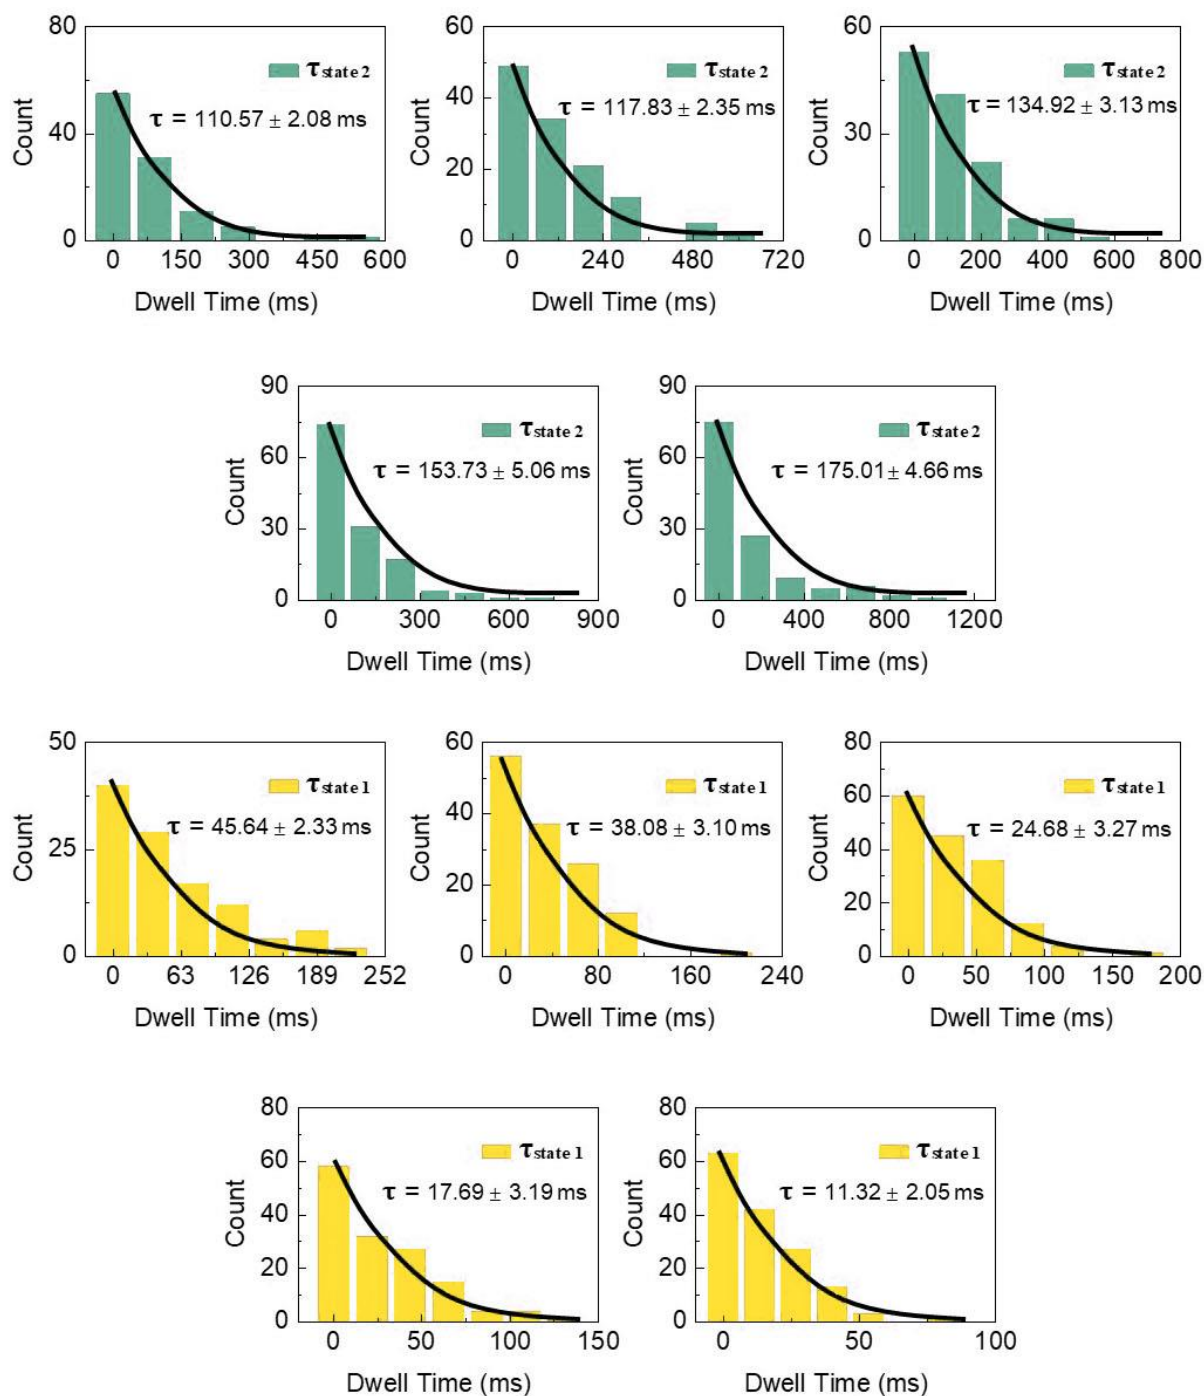 80
40
0
Count
τstate 2
τ = 110.57 ± 2.08 ms
0 150 300 450 600
Dwell Time (ms)
60
40
20
0
Count
τstate 2
τ = 117.83 ± 2.35 ms
0 240 480 720
Dwell Time (ms)
60
30
0
Count
τstate 2
τ = 134.92 ± 3.13 ms
0 200 400 600 800
Dwell Time (ms)
90
60
30
0
Count
τstate 2
τ = 153.73 ± 5.06 ms
0 300 600 900
Dwell Time (ms)
90
60
30
0
Count
τstate 2
τ = 175.01 ± 4.66 ms
0 400 800 1200
Dwell Time (ms)
50
25
0
Count
τstate 1
τ = 45.64 ± 2.33 ms
0 63 126 189 252
Dwell Time (ms)
60
40
20
0
Count
τstate 1
τ = 38.08 ± 3.10 ms
0 80 160 240
Dwell Time (ms)
80
60
40
20
0
Count
τstate 1
τ = 24.68 ± 3.27 ms
0 50 100 150 200
Dwell Time (ms)
80
60
40
20
0
Count
τstate 1
τ = 17.69 ± 3.19 ms
0 50 100 150
Dwell Time (ms)
80
60
40
20
0
Count
τstate 1
τ = 11.32 ± 2.05 ms
0 50 100
Dwell Time (ms)